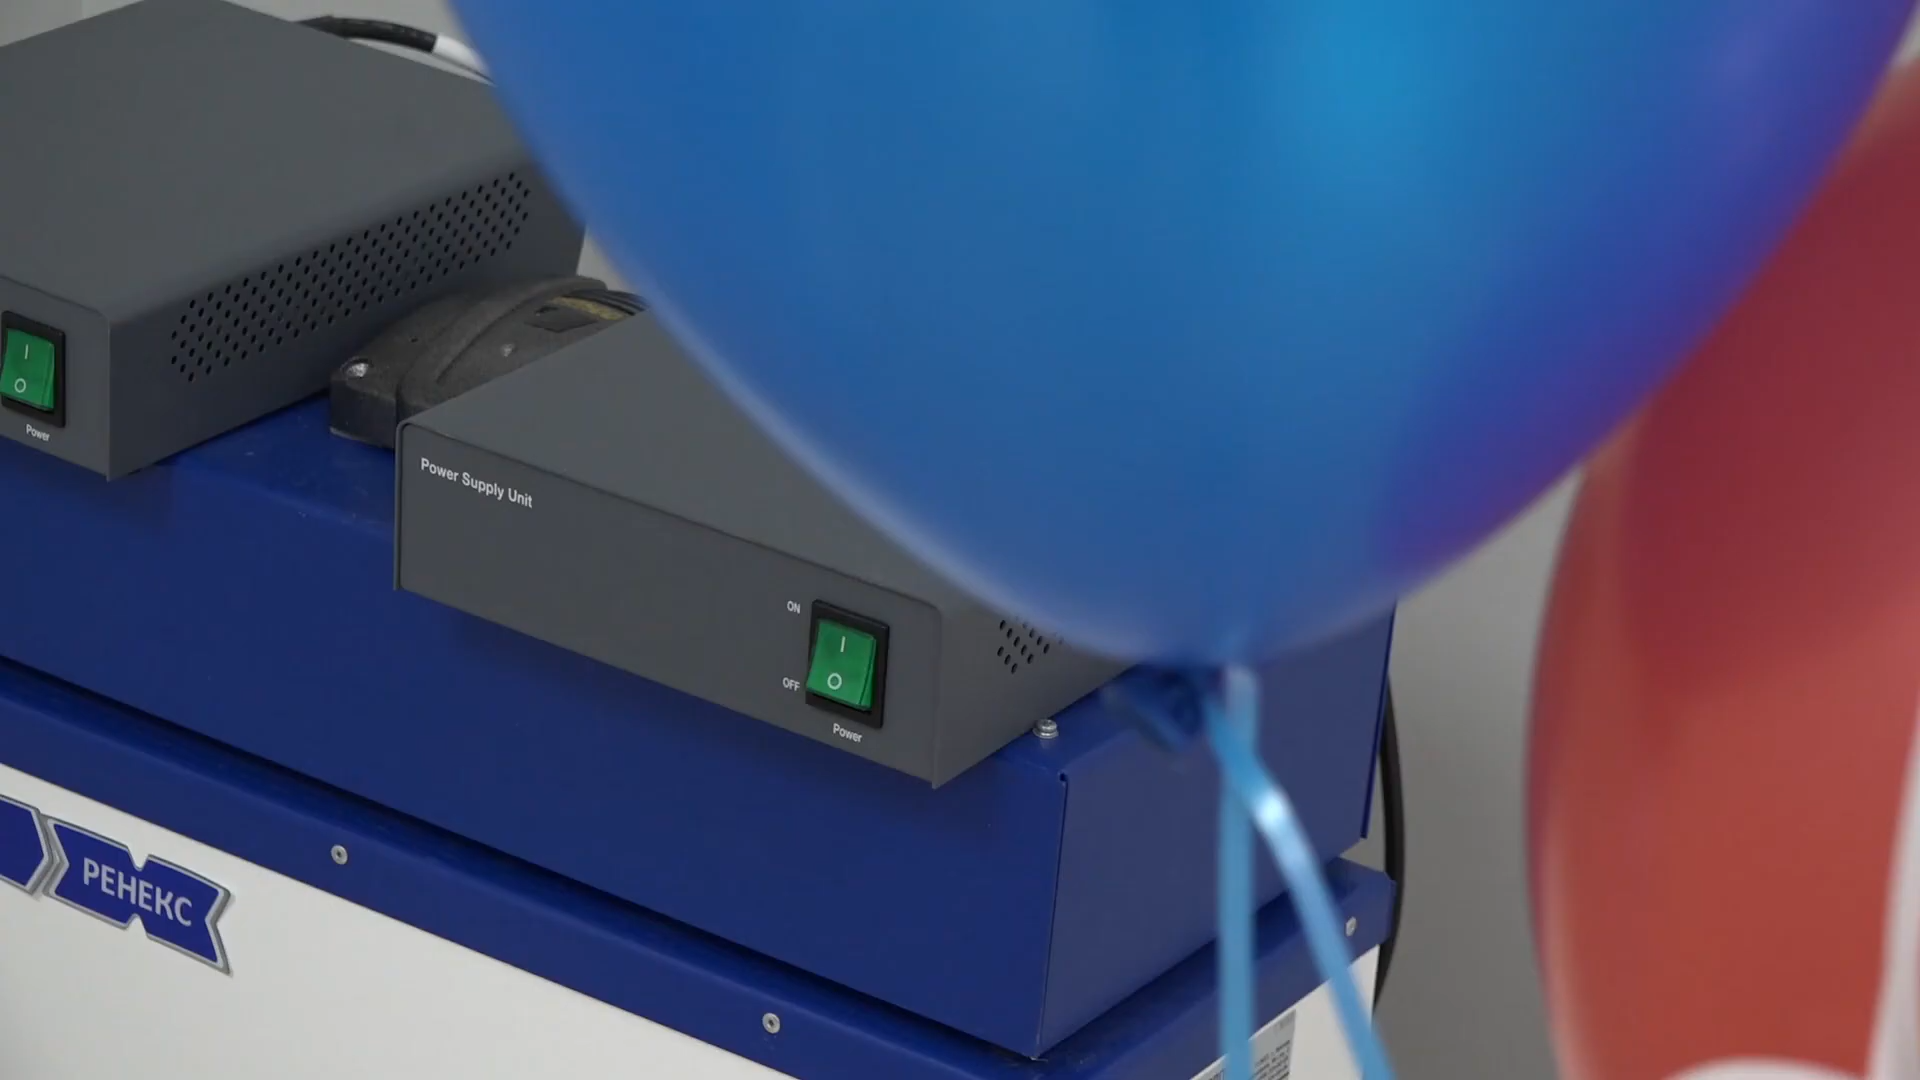 I
O
Power
Power Supply Unit
ON
I
OFF
O
Power
РЕНЕКС